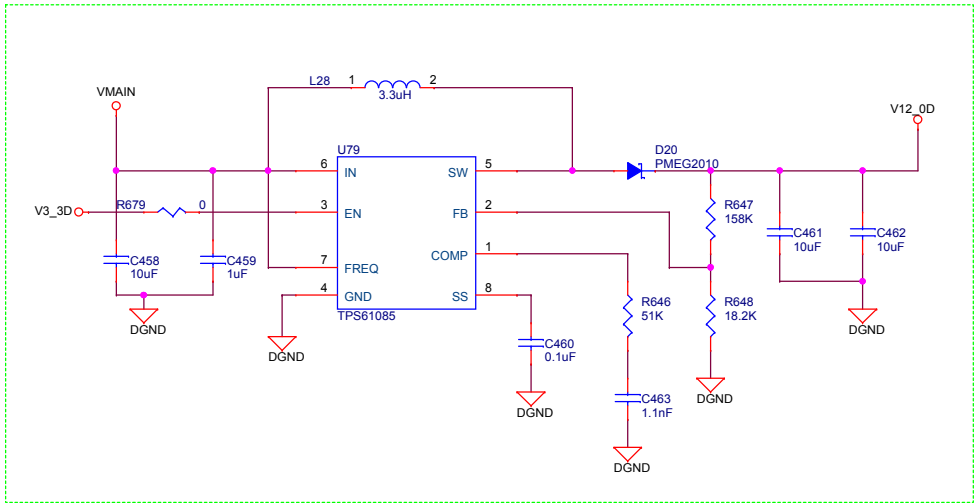 L28 1 2
3.3uH
VMAIN
V12_0D
U79
D20
PMEG2010
6 IN SW 5
V3_3D R679 0 3 EN FB 2
R647
158K
C458
10uF
C459
1uF
7 FREQ
COMP 1
C461
10uF
C462
10uF
4 GND SS 8
TPS61085
R646
51K
R648
18.2K
DGND
DGND
DGND
C460
0.1uF
DGND
DGND
C463
1.1nF
DGND